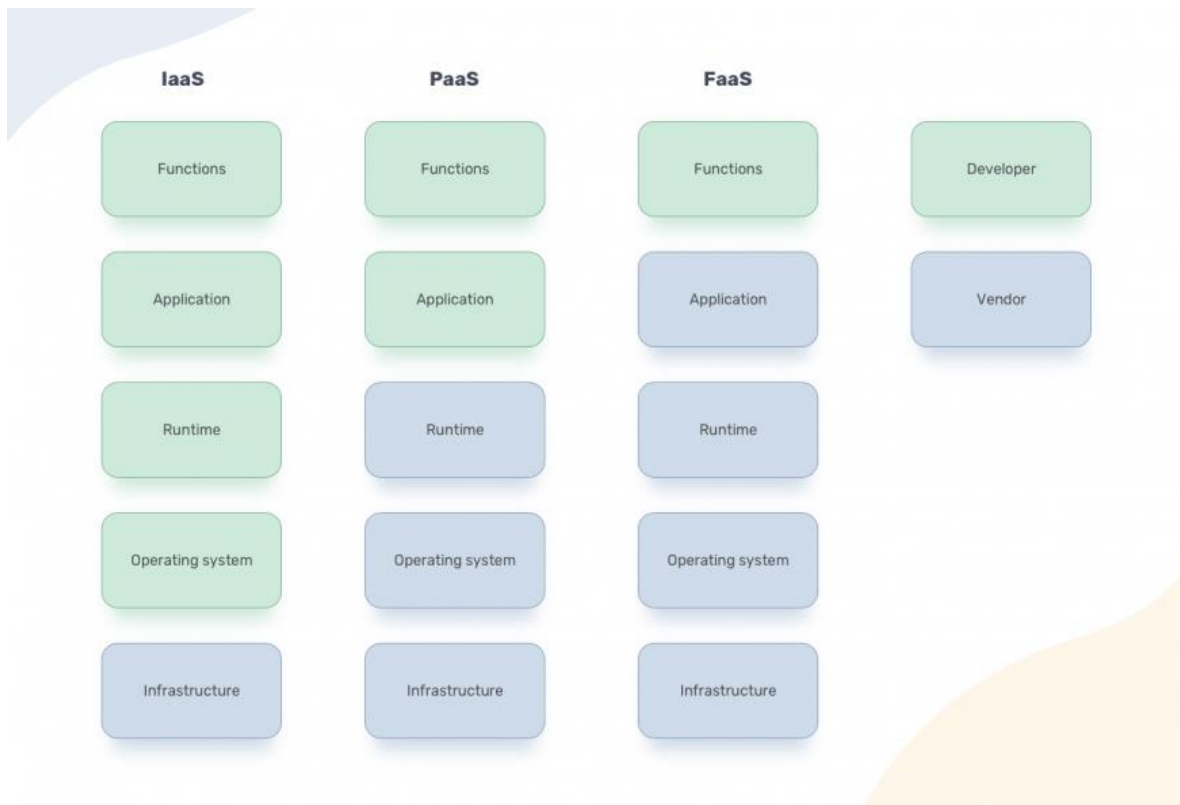 IaaS
PaaS
FaaS
Functions
Functions
Functions
Developer
Application
Application
Application
Vendor
Runtime
Runtime
Runtime
Operating system
Operating system
Operating system
Infrastructure
Infrastructure
Infrastructure